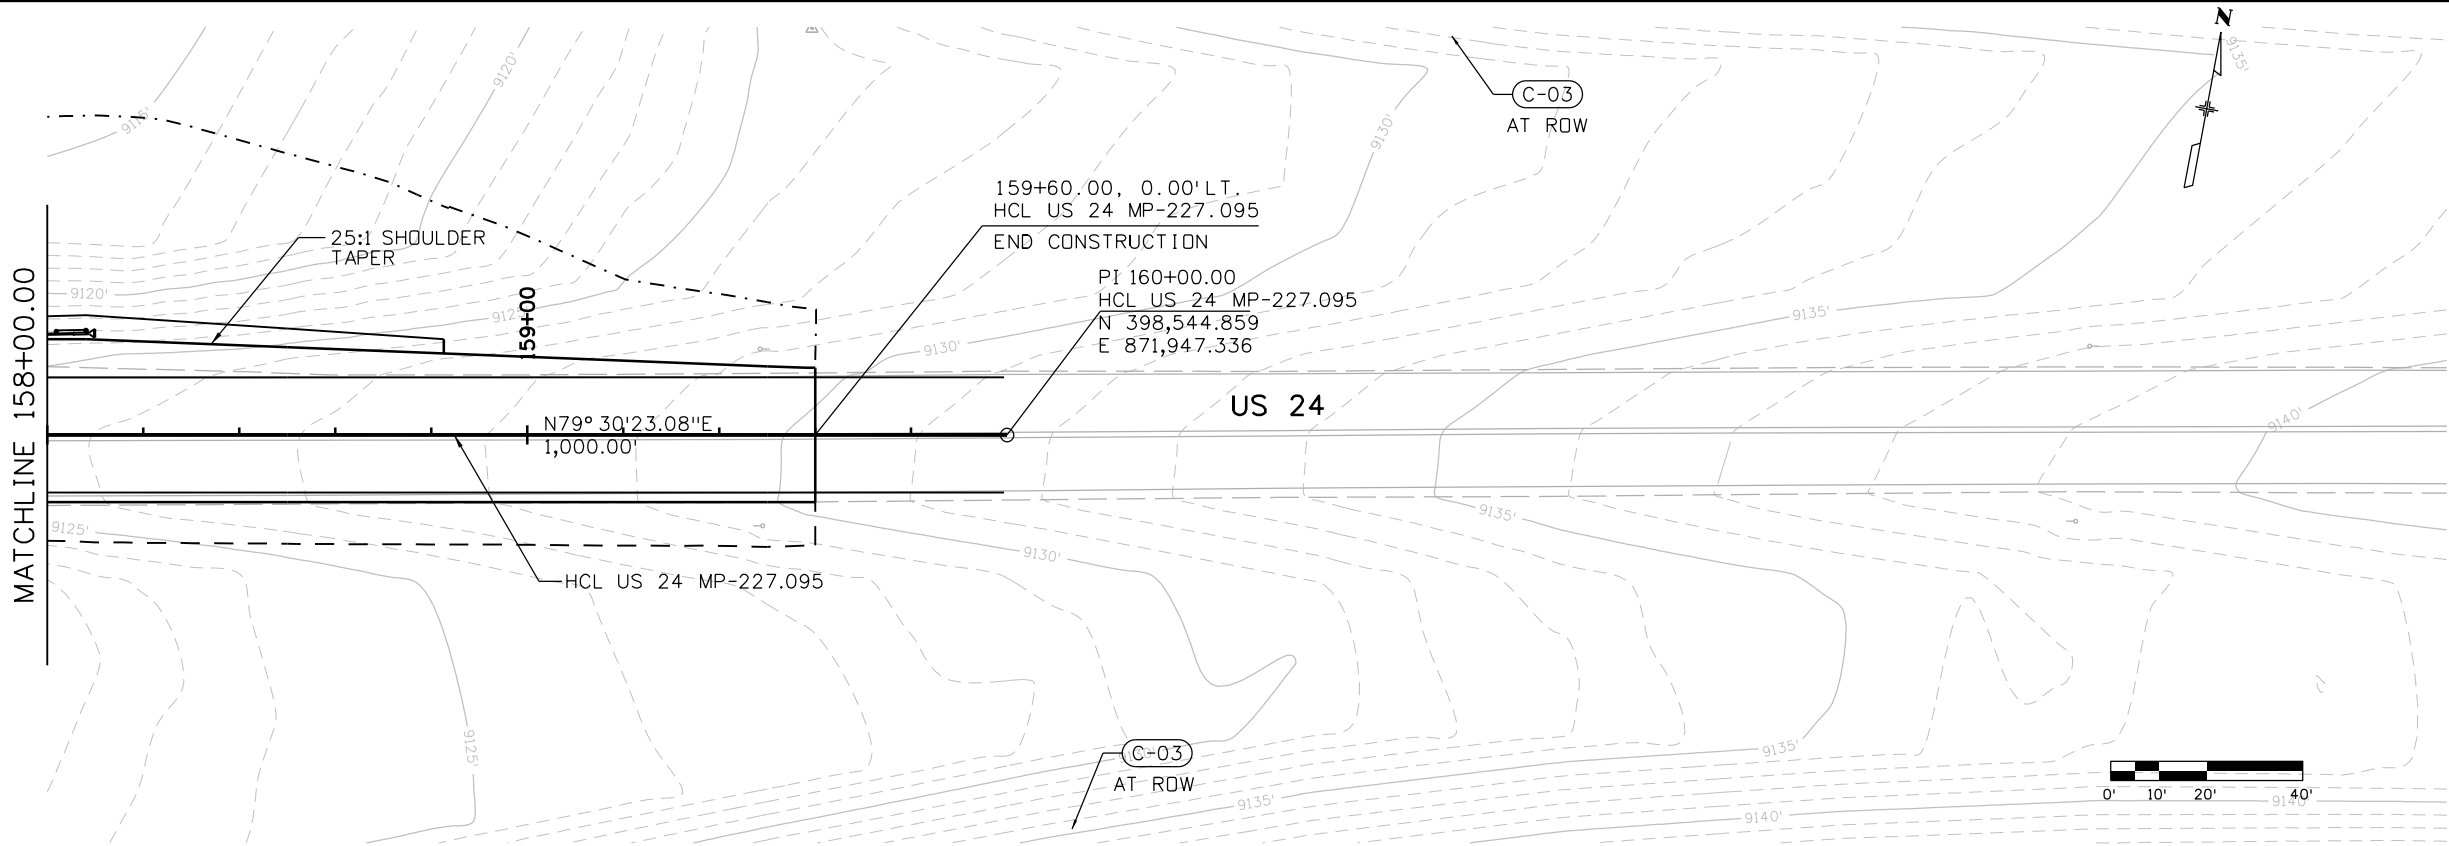 N
9135'
9120'
9115'
9130'
C-03
AT ROW
159+60.00, 0.00'LT.
HCL US 24 MP-227.095
END CONSTRUCTION
25:1 SHOULDER
TAPER
PI 160+00.00
HCL US 24 MP-227.095
N 398,544.859
E 871,947.336
9120'
9125'
159+00
9135'
9130'
MATCHLINE 158+00.00
US 24
N79° 30'23.08"E
1,000.00'
9140'
9125'
9135'
9130'
HCL US 24 MP-227.095
9125'
C-03
9130'
AT ROW
9135'
9135'
9140'
9140'
0' 10' 20' 40'